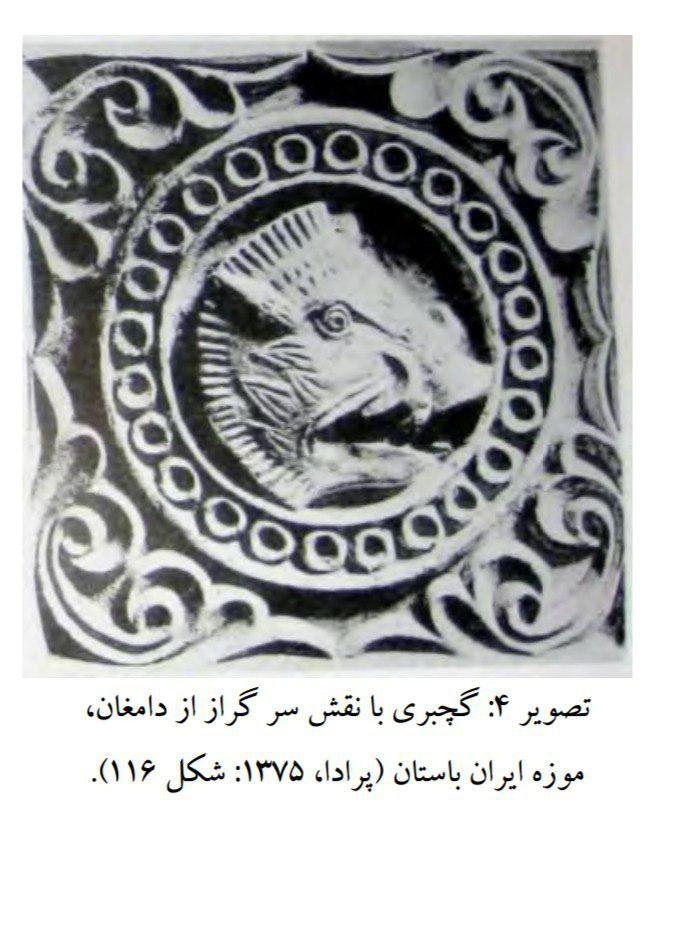 تصویر ۴: گچبری با نقش سر گراز از دامغان،
موزه ایران باستان (پرادا، ۱۳۷۵: شکل ۱۱۶).